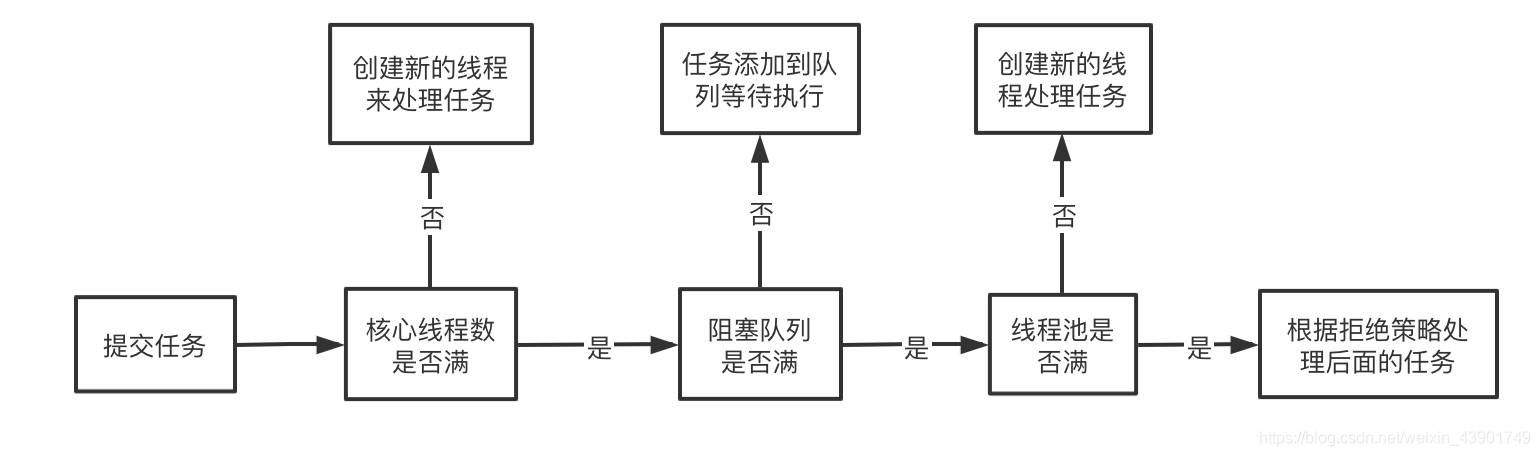 创建新的线程
来处理任务
任务添加到队
列等待执行
创建新的线
程处理任务
否
否
否
提交任务
核心线程数
是否满
是
阻塞队列
是否满
是
线程池是
否满
是
根据拒绝策略处
理后面的任务
https://blog.csdn.net/weixin_43901749